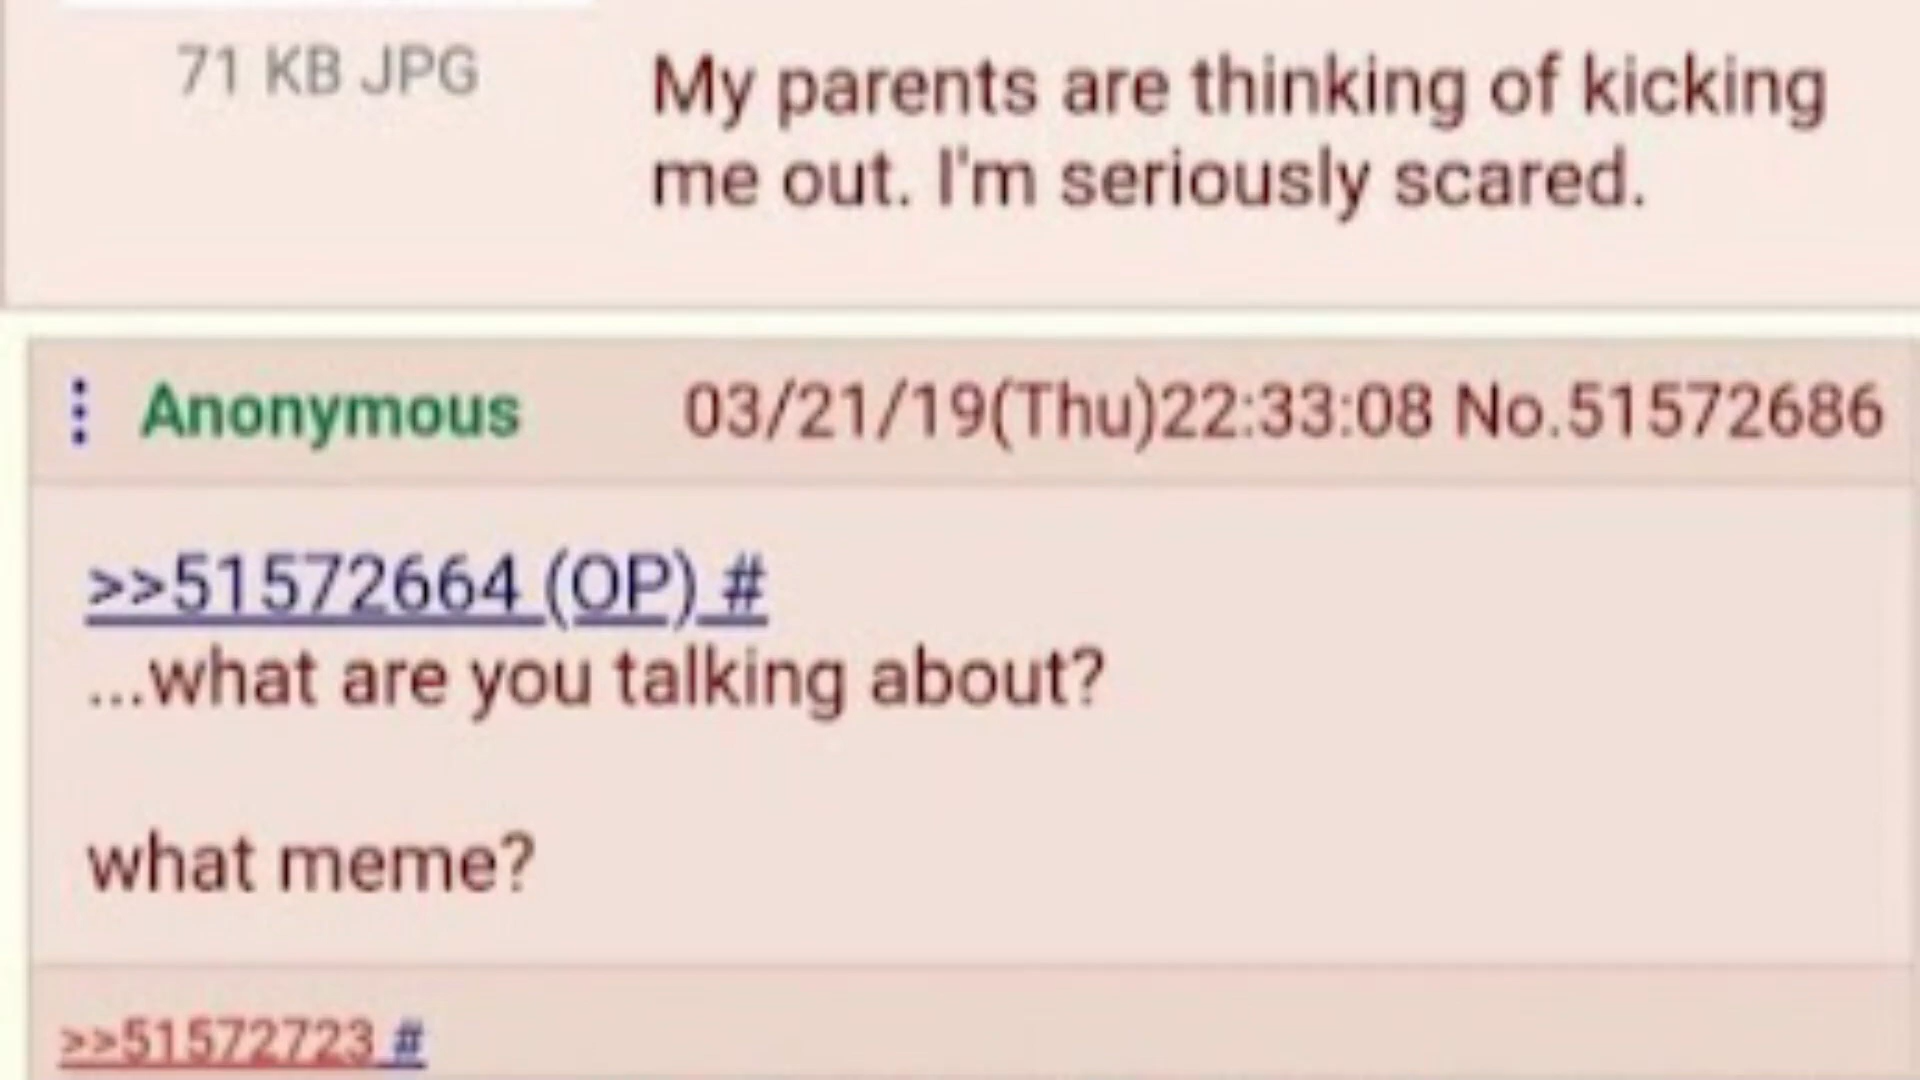 71 KB JPG
My parents are thinking of kicking
me out. I'm seriously scared.
Anonymous 03/21/19(Thu)22:33:08 No.51572686
>>51572664 (OP) #
...what are you talking about?
what meme?
>>51572723 #